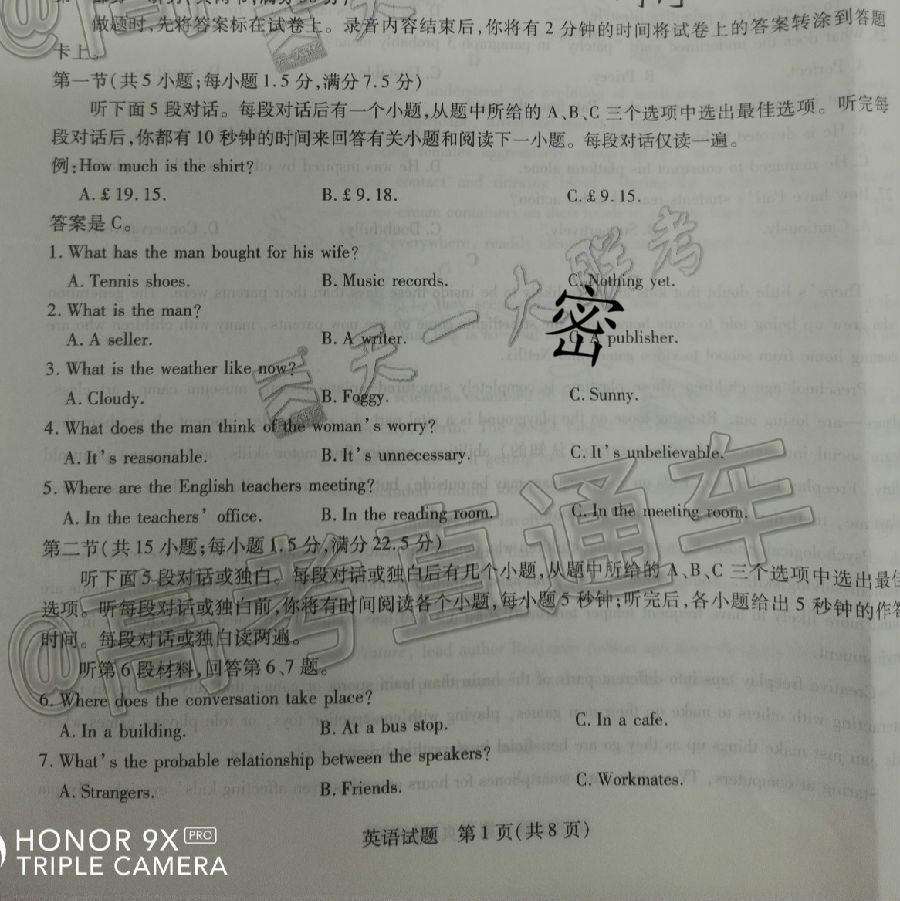 做题时,先将答案标在试卷上。录音内容结束后,你将有 2 分钟的时间将试卷上的答案转涂到答题
卡上。
第一节(共 5 小题;每小题 1.5 分,满分 7.5 分)
听下面 5 段对话。每段对话后有一个小题,从题中所给的 A、B、C 三个选项中选出最佳选项。听完每
段对话后,你都有 10 秒钟的时间来回答有关小题和阅读下一小题。每段对话仅读一遍。
例:How much is the shirt?
A. £ 19. 15. B. £ 9. 18. C. £ 9. 15.
答案是 C。
1. What has the man bought for his wife?
A. Tennis shoes. B. Music records. C. Nothing yet.
2. What is the man?
A. A seller. B. A writer. C. A publisher.
密
3. What is the weather like now?
A. Cloudy. B. Foggy. C. Sunny.
4. What does the man think of the woman's worry?
A. It's reasonable. B. It's unnecessary. C. It's unbelievable.
5. Where are the English teachers meeting?
A. In the teachers' office. B. In the reading room. C. In the meeting room.
第二节(共 15 小题;每小题 1.5 分,满分 22.5 分)
听下面 5 段对话或独白。每段对话或独白后有几个小题,从题中所给的 A、B、C 三个选项中选出最佳
选项。听每段对话或独白前,你将有时间阅读各个小题,每小题 5 秒钟;听完后,各小题给出 5 秒钟的作答
时间。每段对话或独白读两遍。
听第 6 段材料,回答第 6、7 题。
6. Where does the conversation take place?
A. In a building. B. At a bus stop. C. In a cafe.
7. What's the probable relationship between the speakers?
A. Strangers. B. Friends. C. Workmates.
英语试题 第 1 页(共 8 页)
天一大联考
@高考直通车
HONOR 9X PRO
TRIPLE CAMERA